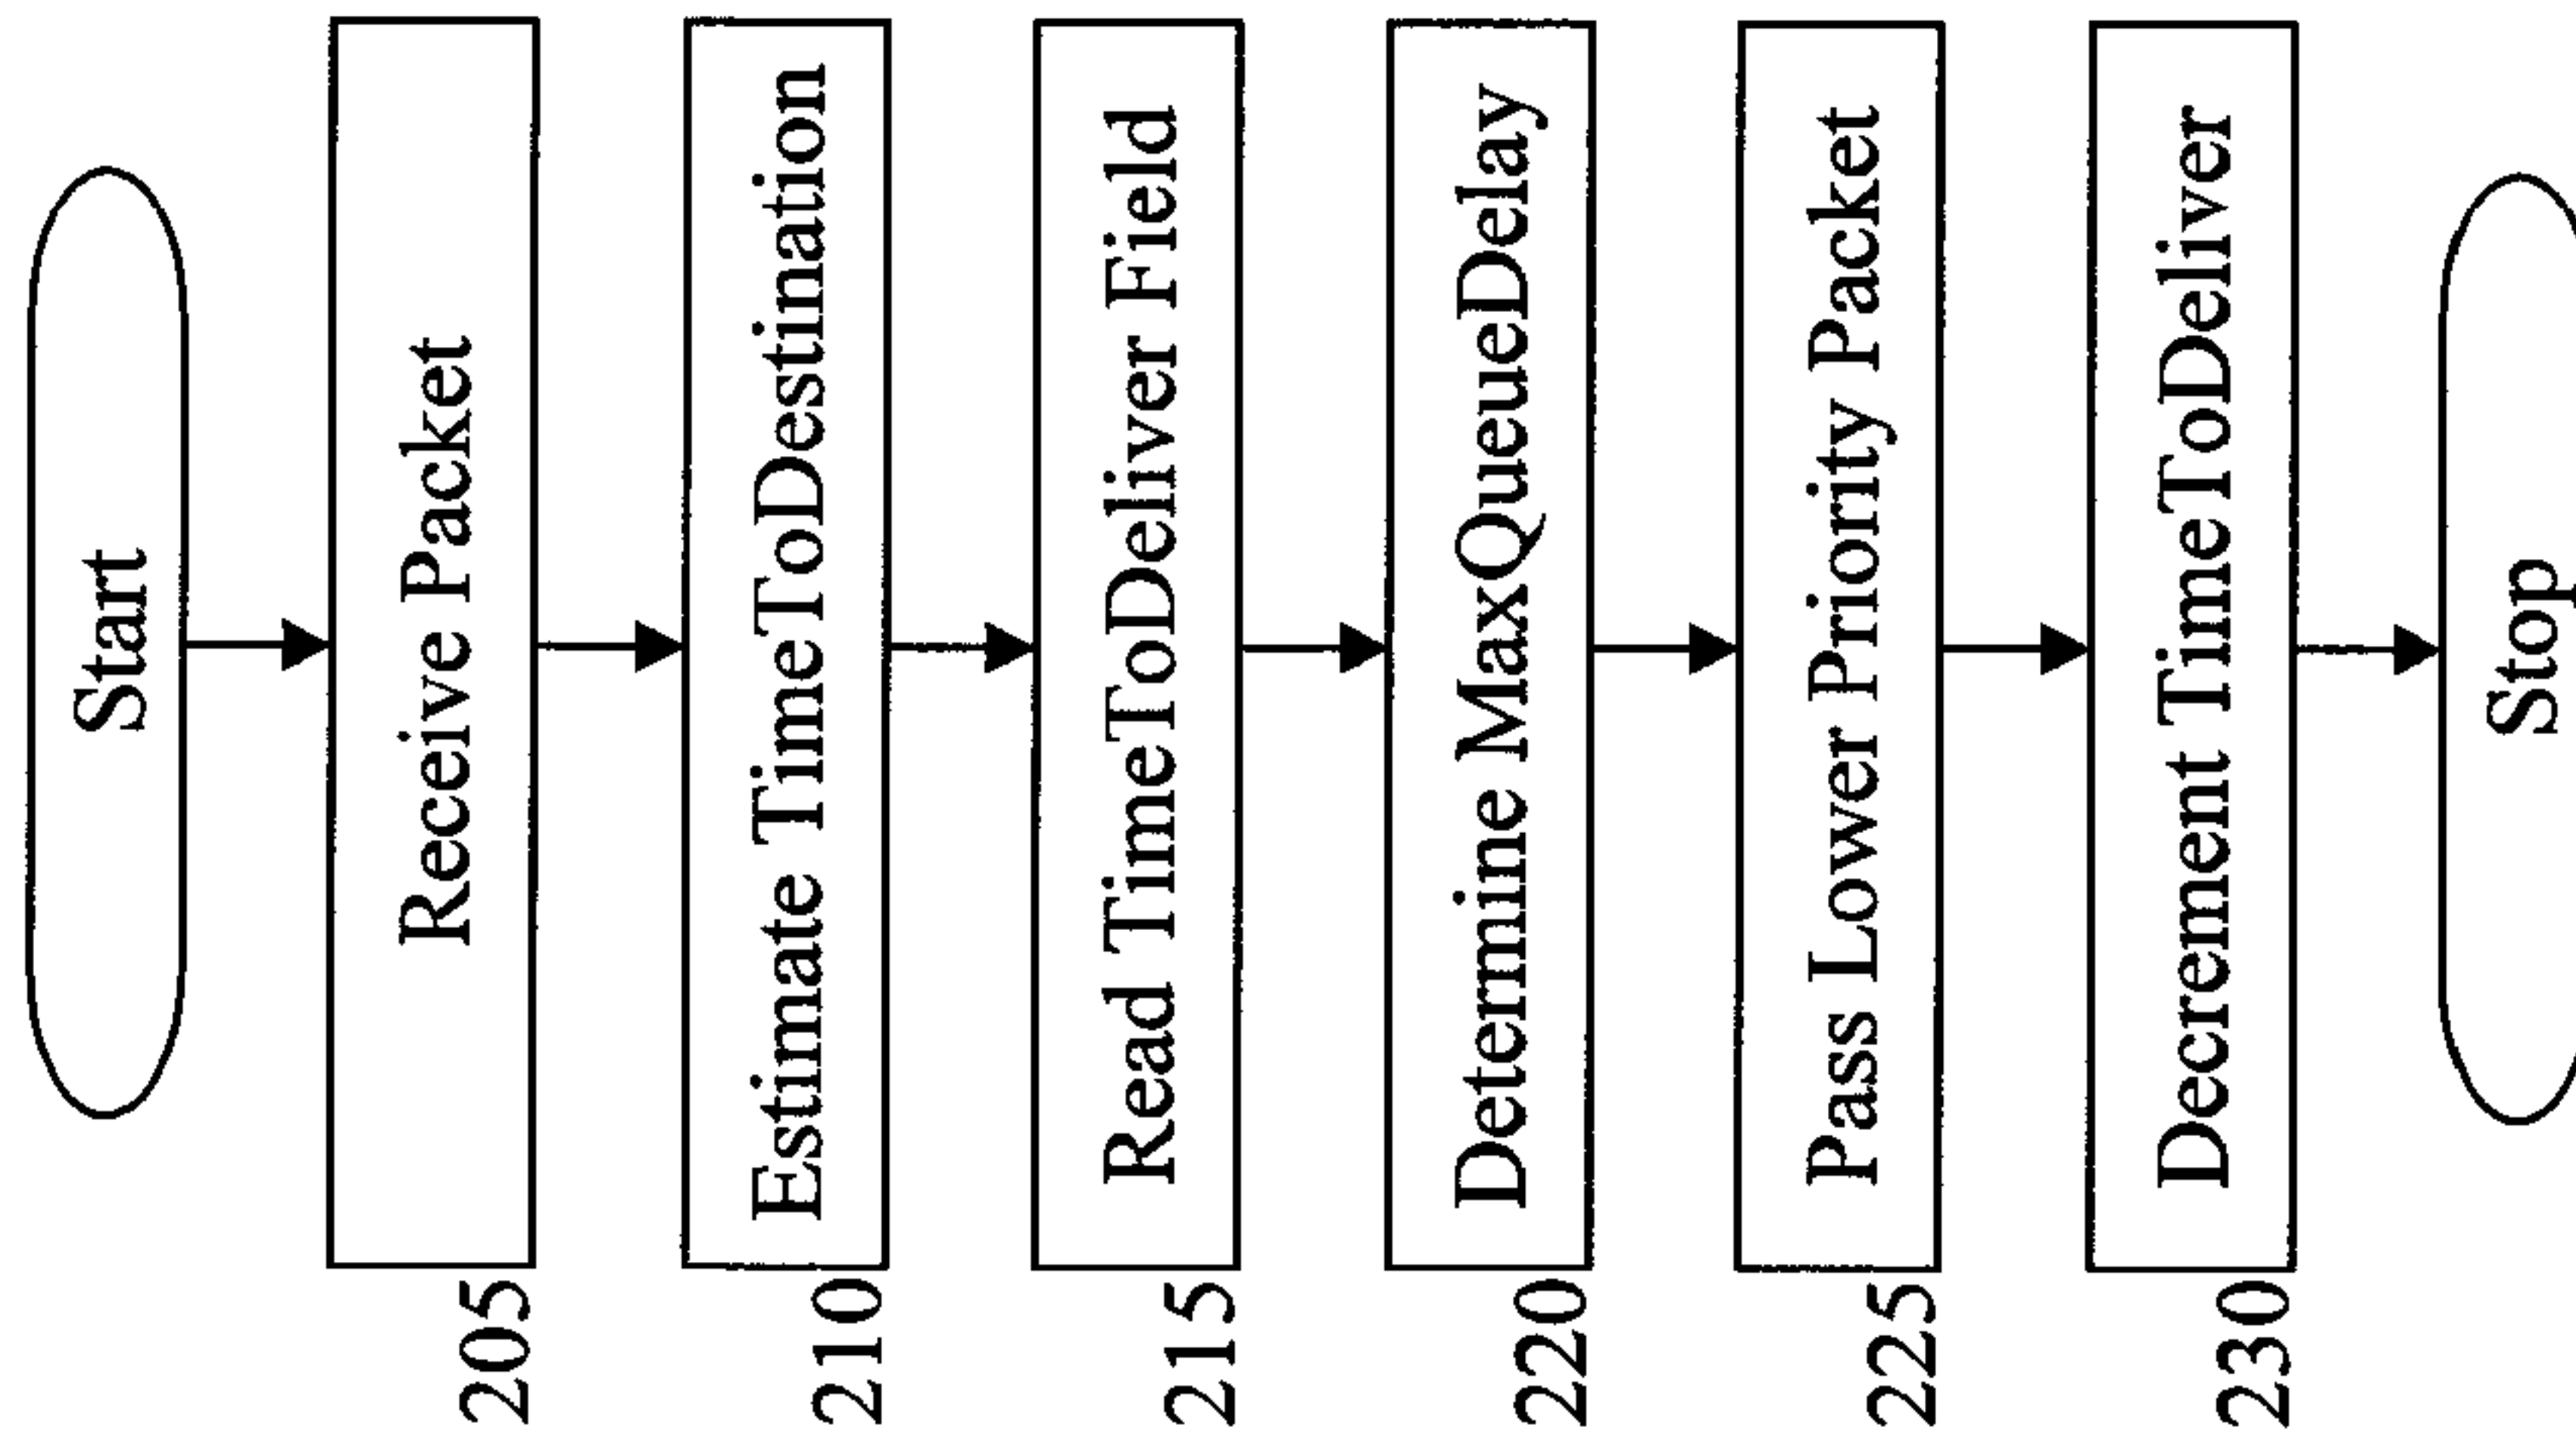 Start
Receive Packet
205
Estimate TimeToDestination
210
Read TimeToDeliver Field
215
Determine MaxQueueDelay
220
Pass Lower Priority Packet
225
Decrement TimeToDeliver
230
Stop